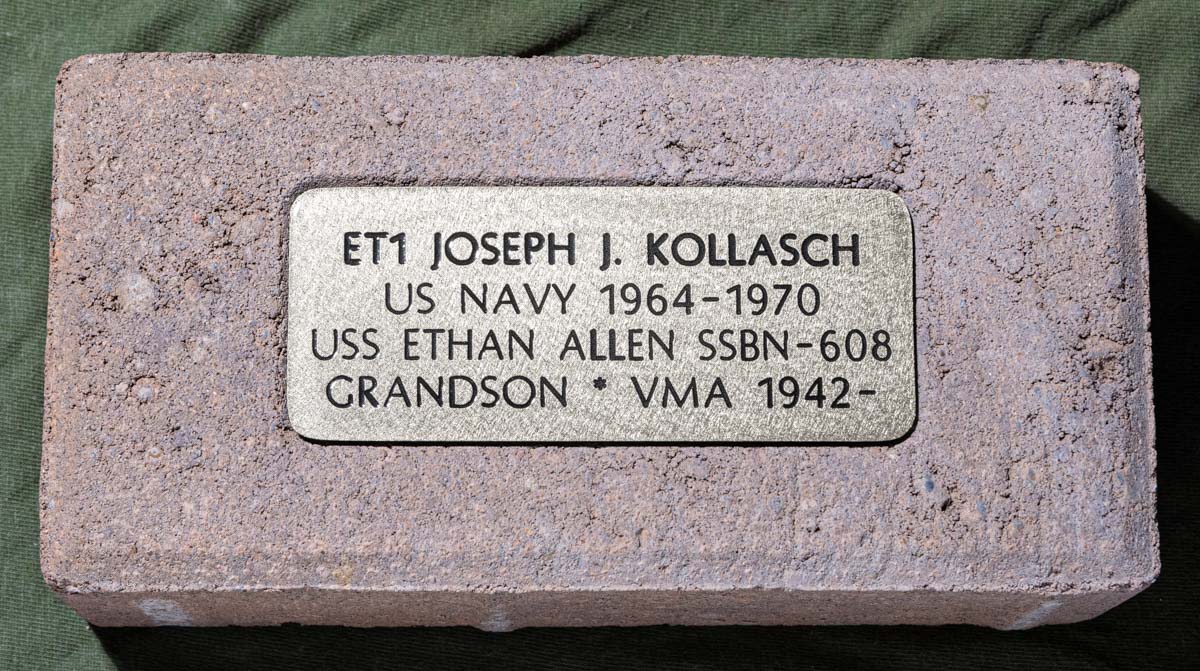 ET1 JOSEPH J. KOLLASCH
US NAVY 1964-1970
USS ETHAN ALLEN SSBN-608
GRANDSON * VMA 1942-